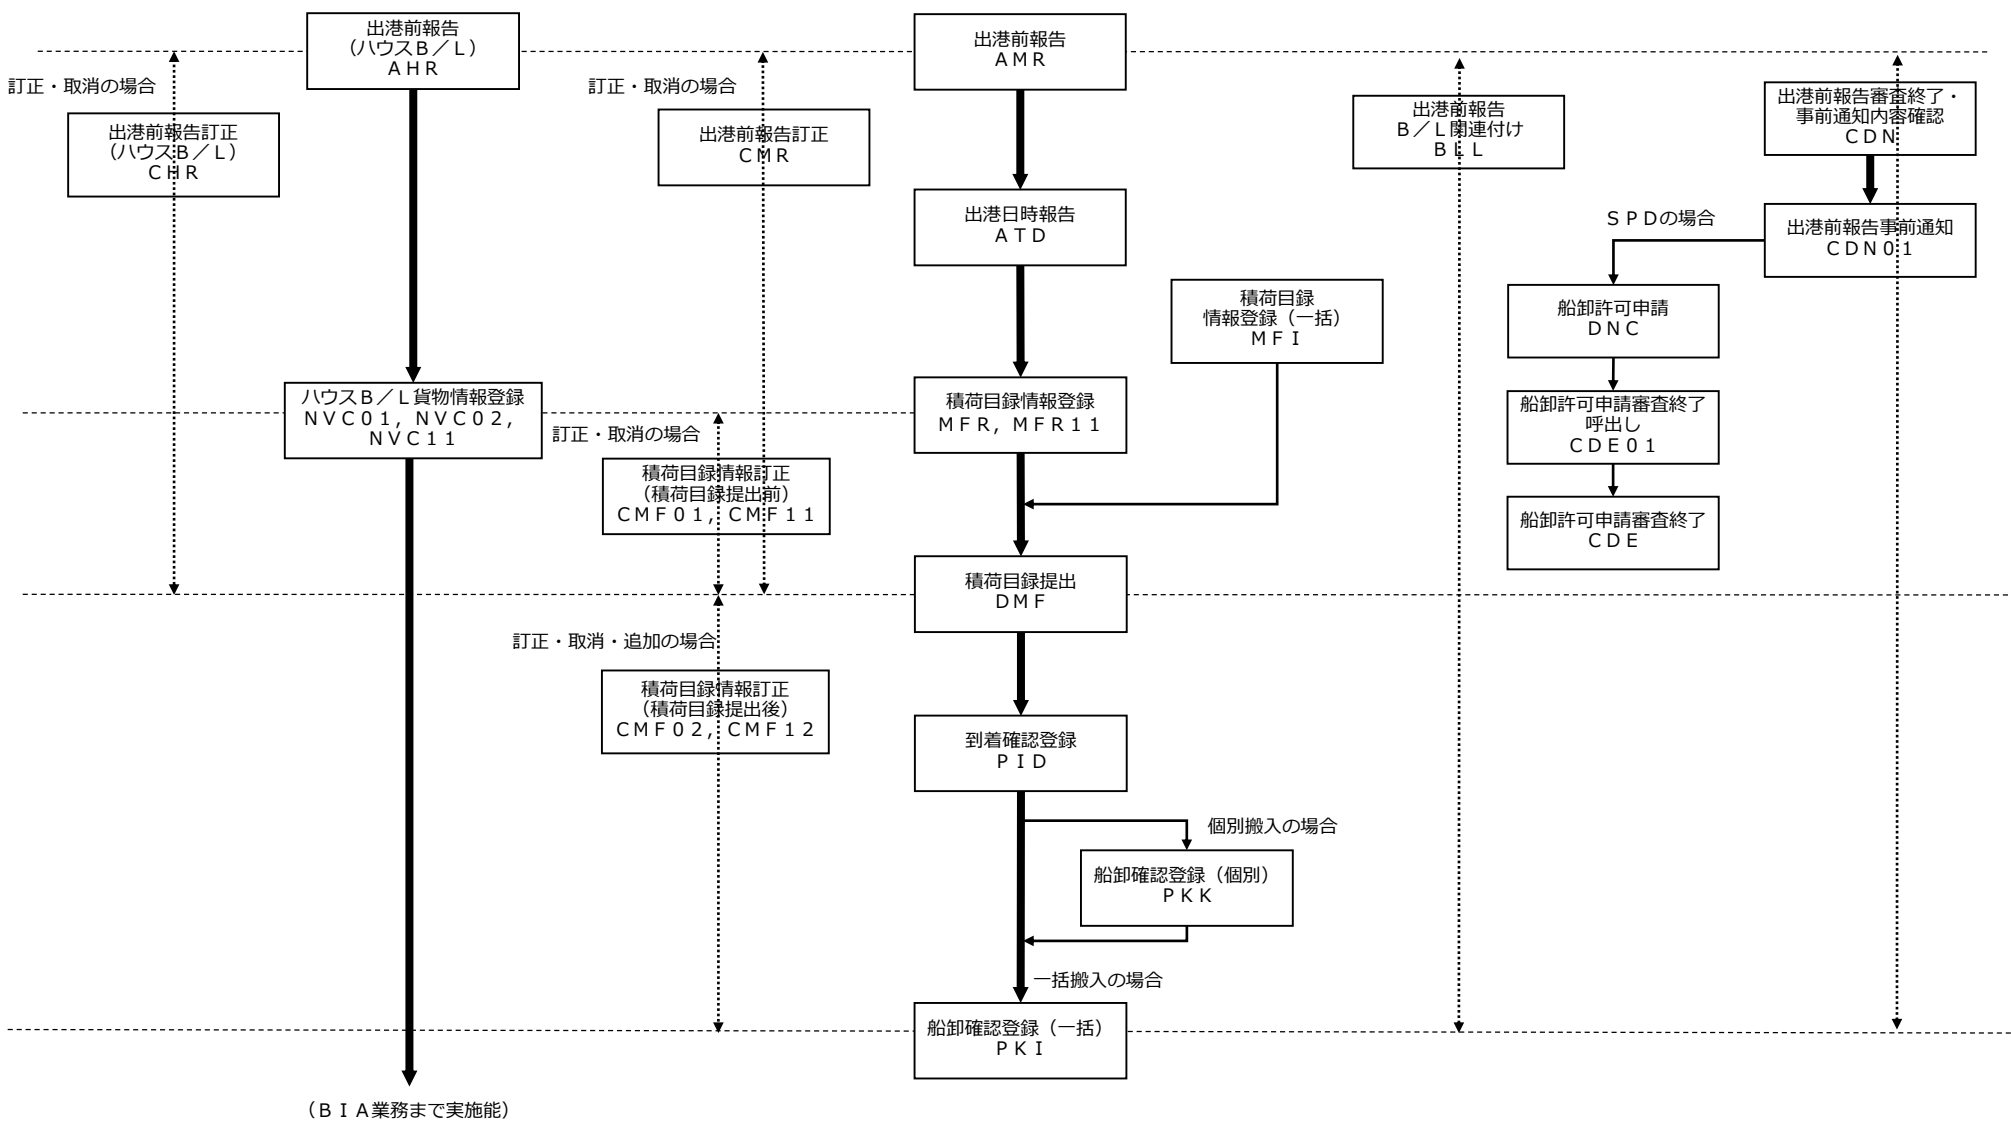 出港前報告
（ハウスＢ／Ｌ）
ＡＨＲ
出港前報告
ＡＭＲ
訂正・取消の場合
出港前報告訂正
（ハウスＢ／Ｌ）
ＣＨＲ
訂正・取消の場合
出港前報告訂正
ＣＭＲ
出港前報告
Ｂ／Ｌ関連付け
ＢＬＬ
出港前報告審査終了・
事前通知内容確認
ＣＤＮ
出港日時報告
ＡＴＤ
ＳＰＤの場合
出港前報告事前通知
ＣＤＮ０１
積荷目録
情報登録（一括）
ＭＦＩ
船卸許可申請
ＤＮＣ
ハウスＢ／Ｌ貨物情報登録
ＮＶＣ０１，ＮＶＣ０２，
ＮＶＣ１１
積荷目録情報登録
ＭＦＲ，ＭＦＲ１１
船卸許可申請審査終了
呼出し
ＣＤＥ０１
訂正・取消の場合
積荷目録情報訂正
（積荷目録提出前）
ＣＭＦ０１，ＣＭＦ１１
船卸許可申請審査終了
ＣＤＥ
積荷目録提出
ＤＭＦ
訂正・取消・追加の場合
積荷目録情報訂正
（積荷目録提出後）
ＣＭＦ０２，ＣＭＦ１２
到着確認登録
ＰＩＤ
個別搬入の場合
船卸確認登録（個別）
ＰＫＫ
一括搬入の場合
船卸確認登録（一括）
ＰＫＩ
（ＢＩＡ業務まで実施能）